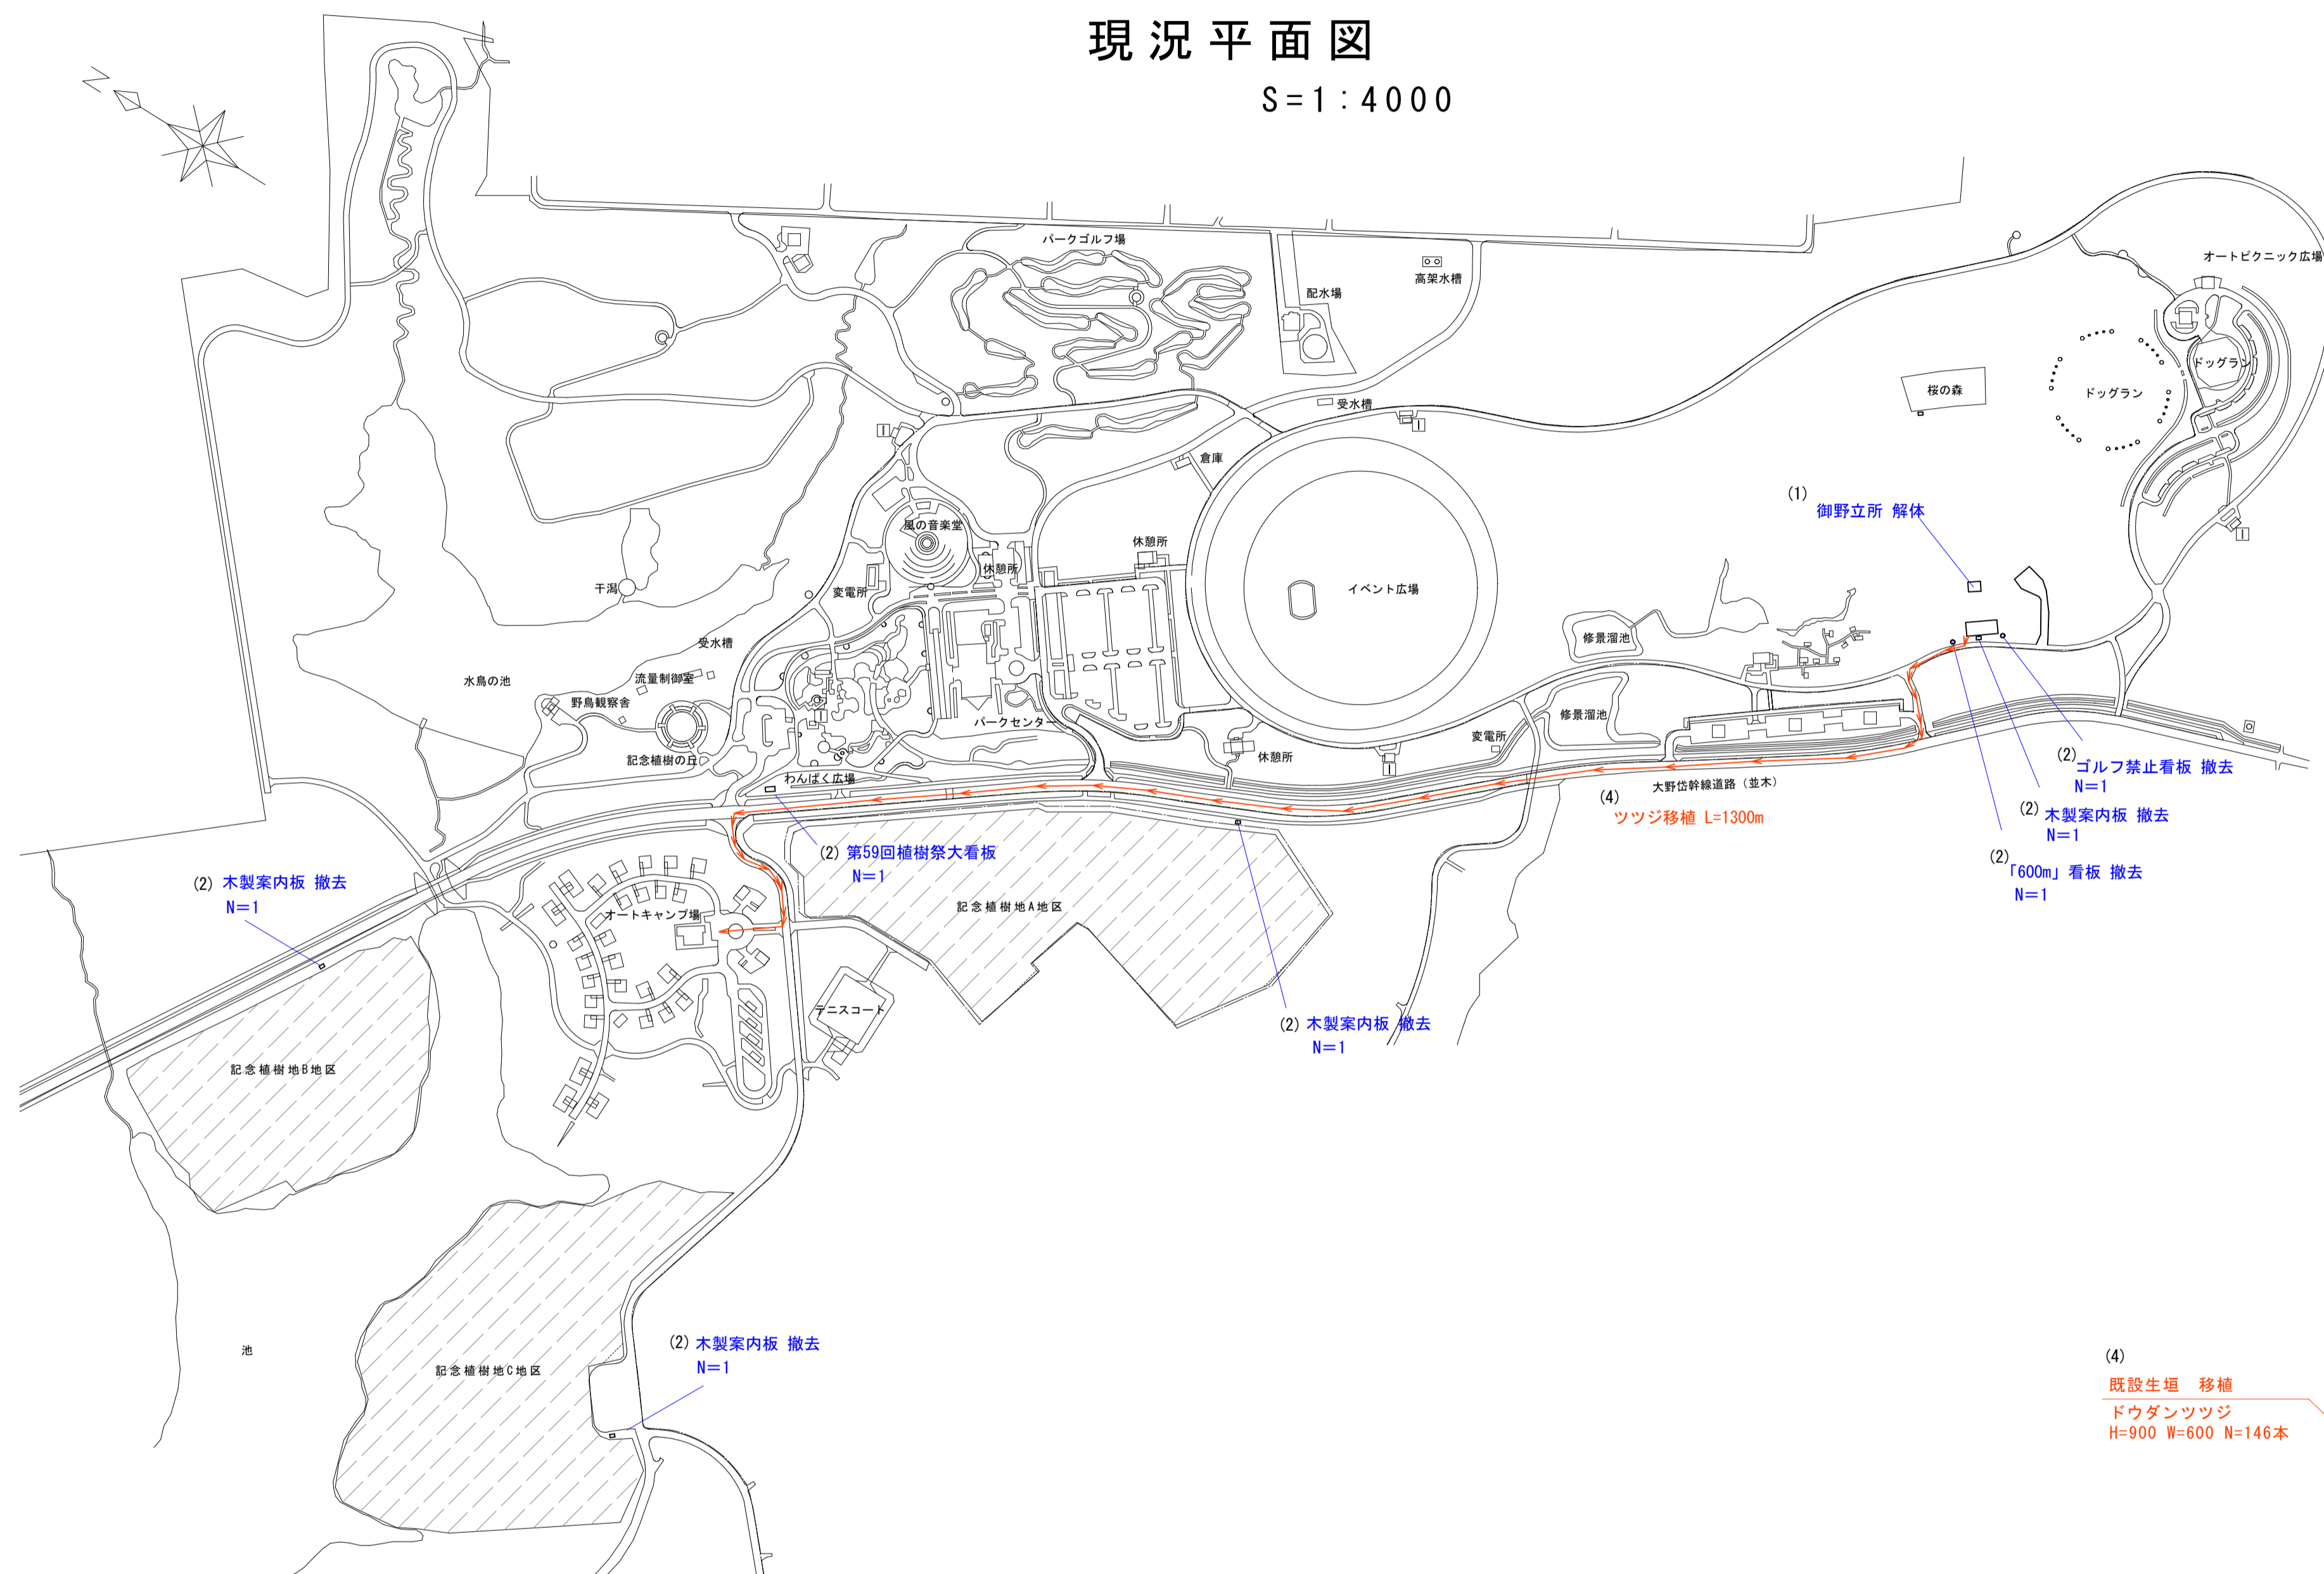 現況平面図
S=1:4000
N
パークゴルフ場
高架水槽
配水場
オートピクニック広場
ドッグラン
ドッグラン
桜の森
受水槽
倉庫
(1)
御野立所 解体
風の音楽堂
休憩所
休憩所
変電所
干潟
イベント広場
受水槽
修景溜池
水鳥の池
流量制御室
野鳥観察舎
修景溜池
パークセンター
変電所
休憩所
記念植樹の丘
わんぱく広場
大野岱幹線道路(並木)
(4)
ツツジ移植 L=1300m
(2)
ゴルフ禁止看板 撤去
N=1
(2) 木製案内板 撤去
N=1
(2)
「600m」看板 撤去
N=1
(2) 第59回植樹祭大看板
N=1
(2) 木製案内板 撤去
N=1
オートキャンプ場
記念植樹地A地区
テニスコート
(2) 木製案内板 撤去
N=1
記念植樹地B地区
(2) 木製案内板 撤去
N=1
池
記念植樹地C地区
(4)
既設生垣 移植
ドウダンツツジ
H=900 W=600 N=146本